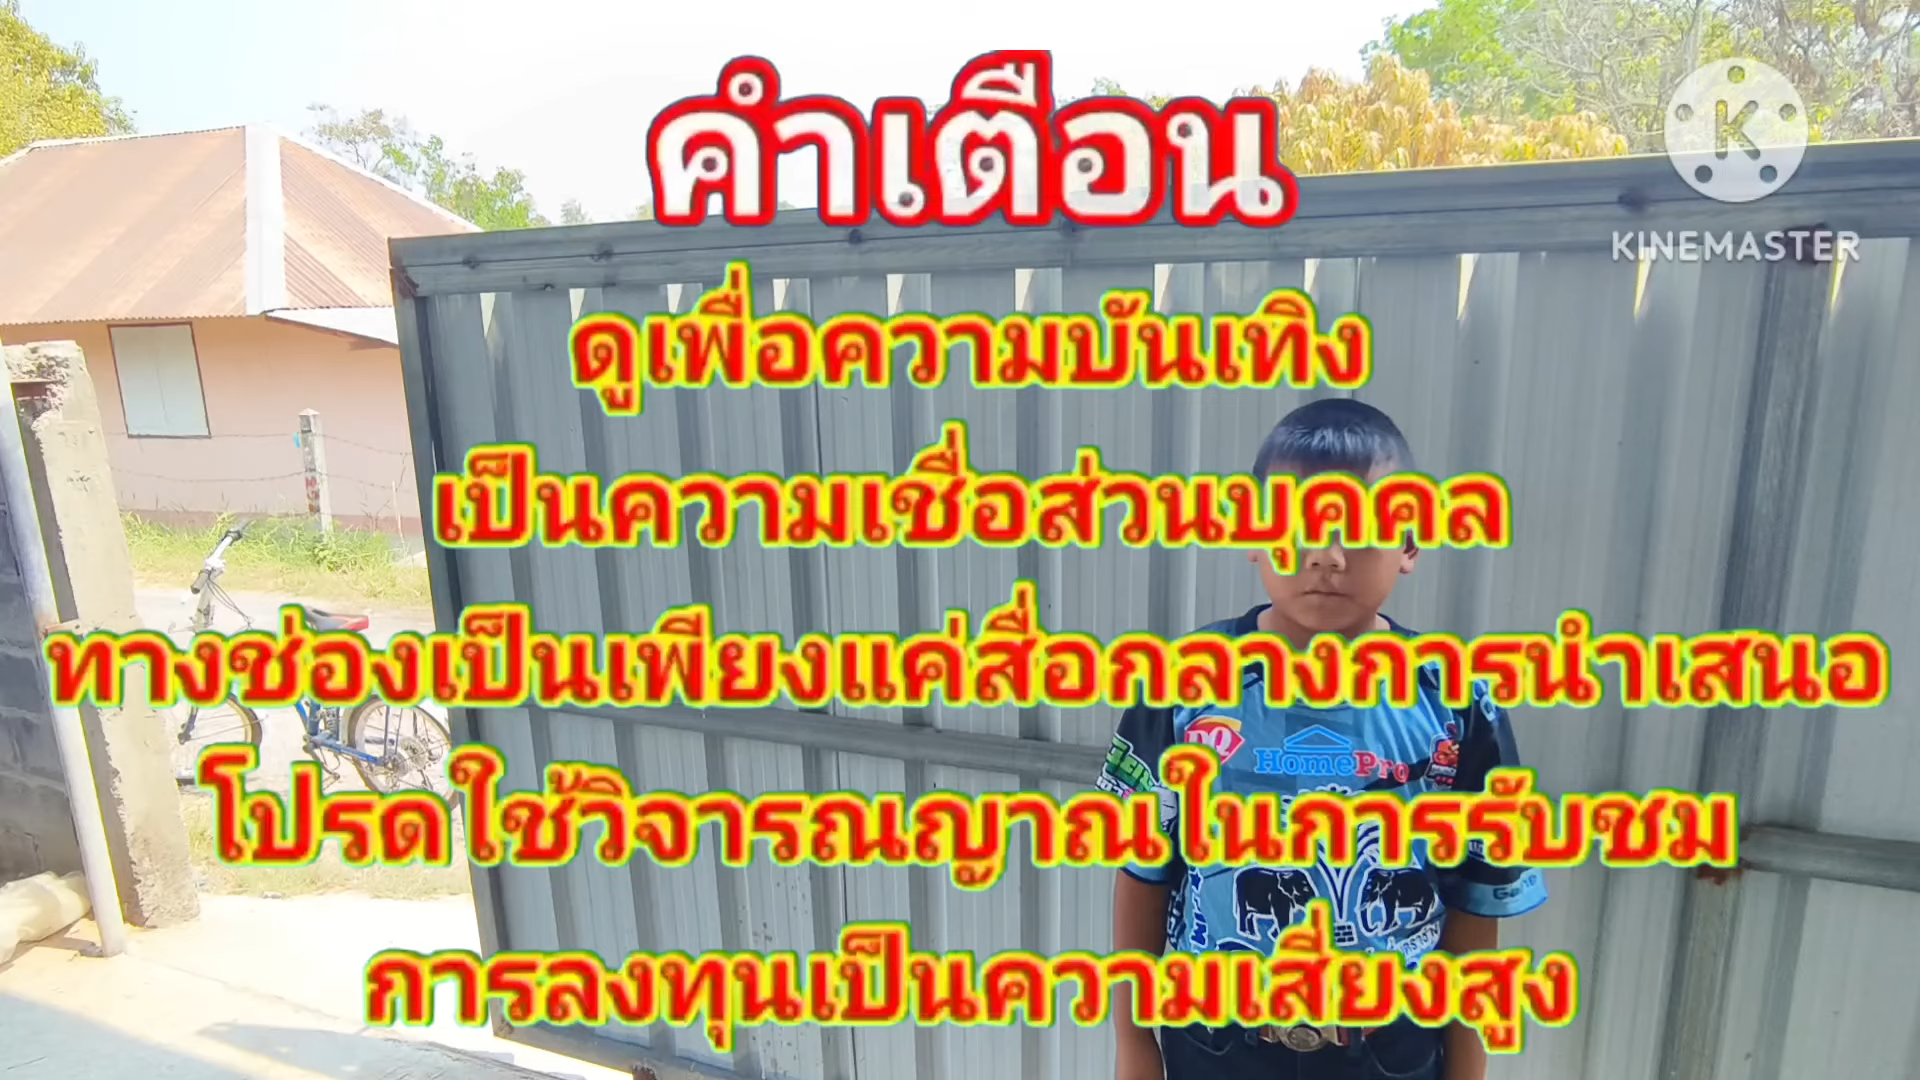 คำเตือน
KINEMASTER
ดูเพื่อความบันเทิง
เป็นความเชื่อส่วนบุคคล
ทางช่องเป็นเพียงแค่สื่อกลางการนำเสนอ
DQ HomePro
โปรดใช้วิจารณญาณในการรับชม
การลงทุนเป็นความเสี่ยงสูง